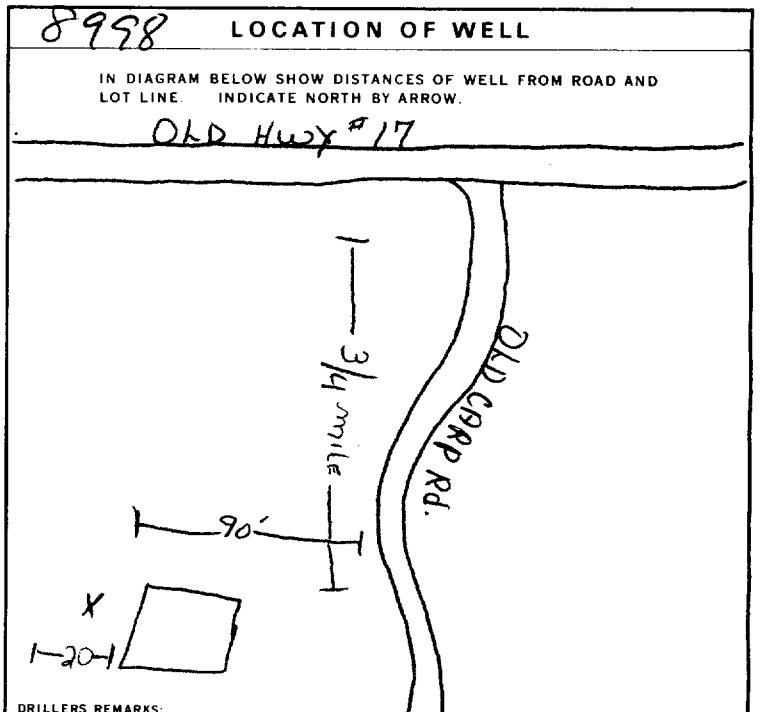 8998 LOCATION OF WELL
IN DIAGRAM BELOW SHOW DISTANCES OF WELL FROM ROAD AND
LOT LINE. INDICATE NORTH BY ARROW.
OLD HWY #17
3/4 mile
OLD CARP Rd.
90'
X
20
DRILLERS REMARKS: